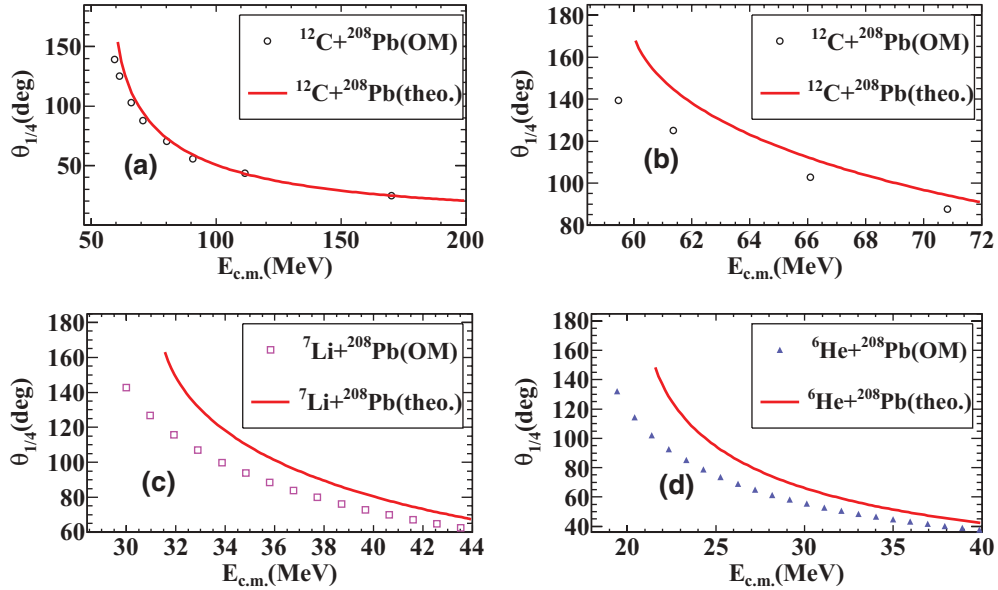 150
100
50
50 100 150 200
θ1/4(deg)
Ec.m.(MeV)
(a)
12C+208Pb(OM)
12C+208Pb(theo.)
180
160
140
120
100
80
60 62 64 66 68 70 72
θ1/4(deg)
Ec.m.(MeV)
(b)
12C+208Pb(OM)
12C+208Pb(theo.)
180
160
140
120
100
80
60
30 32 34 36 38 40 42 44
θ1/4(deg)
Ec.m.(MeV)
(c)
7Li+208Pb(OM)
7Li+208Pb(theo.)
180
160
140
120
100
80
60
40
20 25 30 35 40
θ1/4(deg)
Ec.m.(MeV)
(d)
6He+208Pb(OM)
6He+208Pb(theo.)